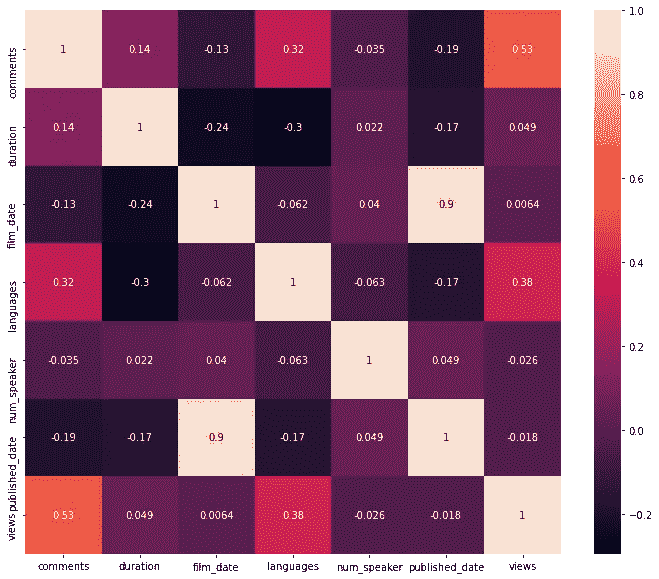 comments 1 0.14 -0.13 0.32 -0.035 -0.19 0.53
duration 0.14 1 -0.24 -0.3 0.022 -0.17 0.049
film_date -0.13 -0.24 1 -0.062 0.04 0.9 0.0064
languages 0.32 -0.3 -0.062 1 -0.063 -0.17 0.38
num_speaker -0.035 0.022 0.04 -0.063 1 0.049 -0.026
published_date -0.19 -0.17 0.9 -0.17 0.049 1 -0.018
views 0.53 0.049 0.0064 0.38 -0.026 -0.018 1
comments duration film_date languages num_speaker published_date views
1.0
0.8
0.6
0.4
0.2
0.0
−0.2